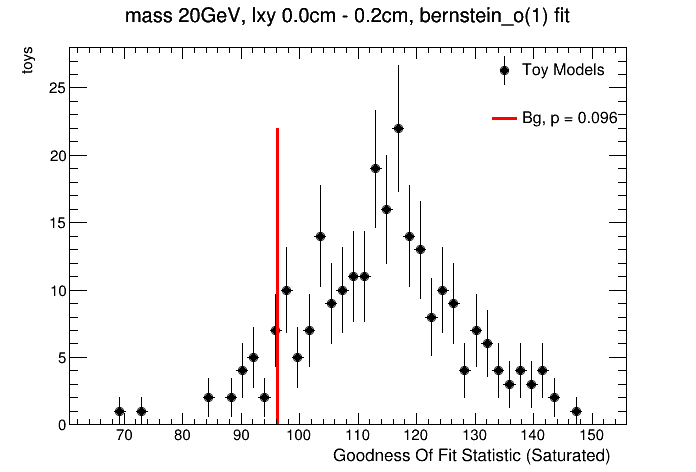 mass 20GeV, lxy 0.0cm - 0.2cm, bernstein_o(1) fit
toys
Toy Models
Bg, p = 0.096
25
20
15
10
5
0
70 80 90 100 110 120 130 140 150
Goodness Of Fit Statistic (Saturated)